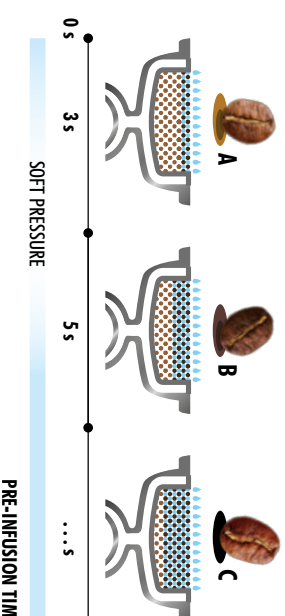 A
B
C
0 s
3 s
5 s
...s
SOFT PRESSURE
PRE-INFUSION TIM